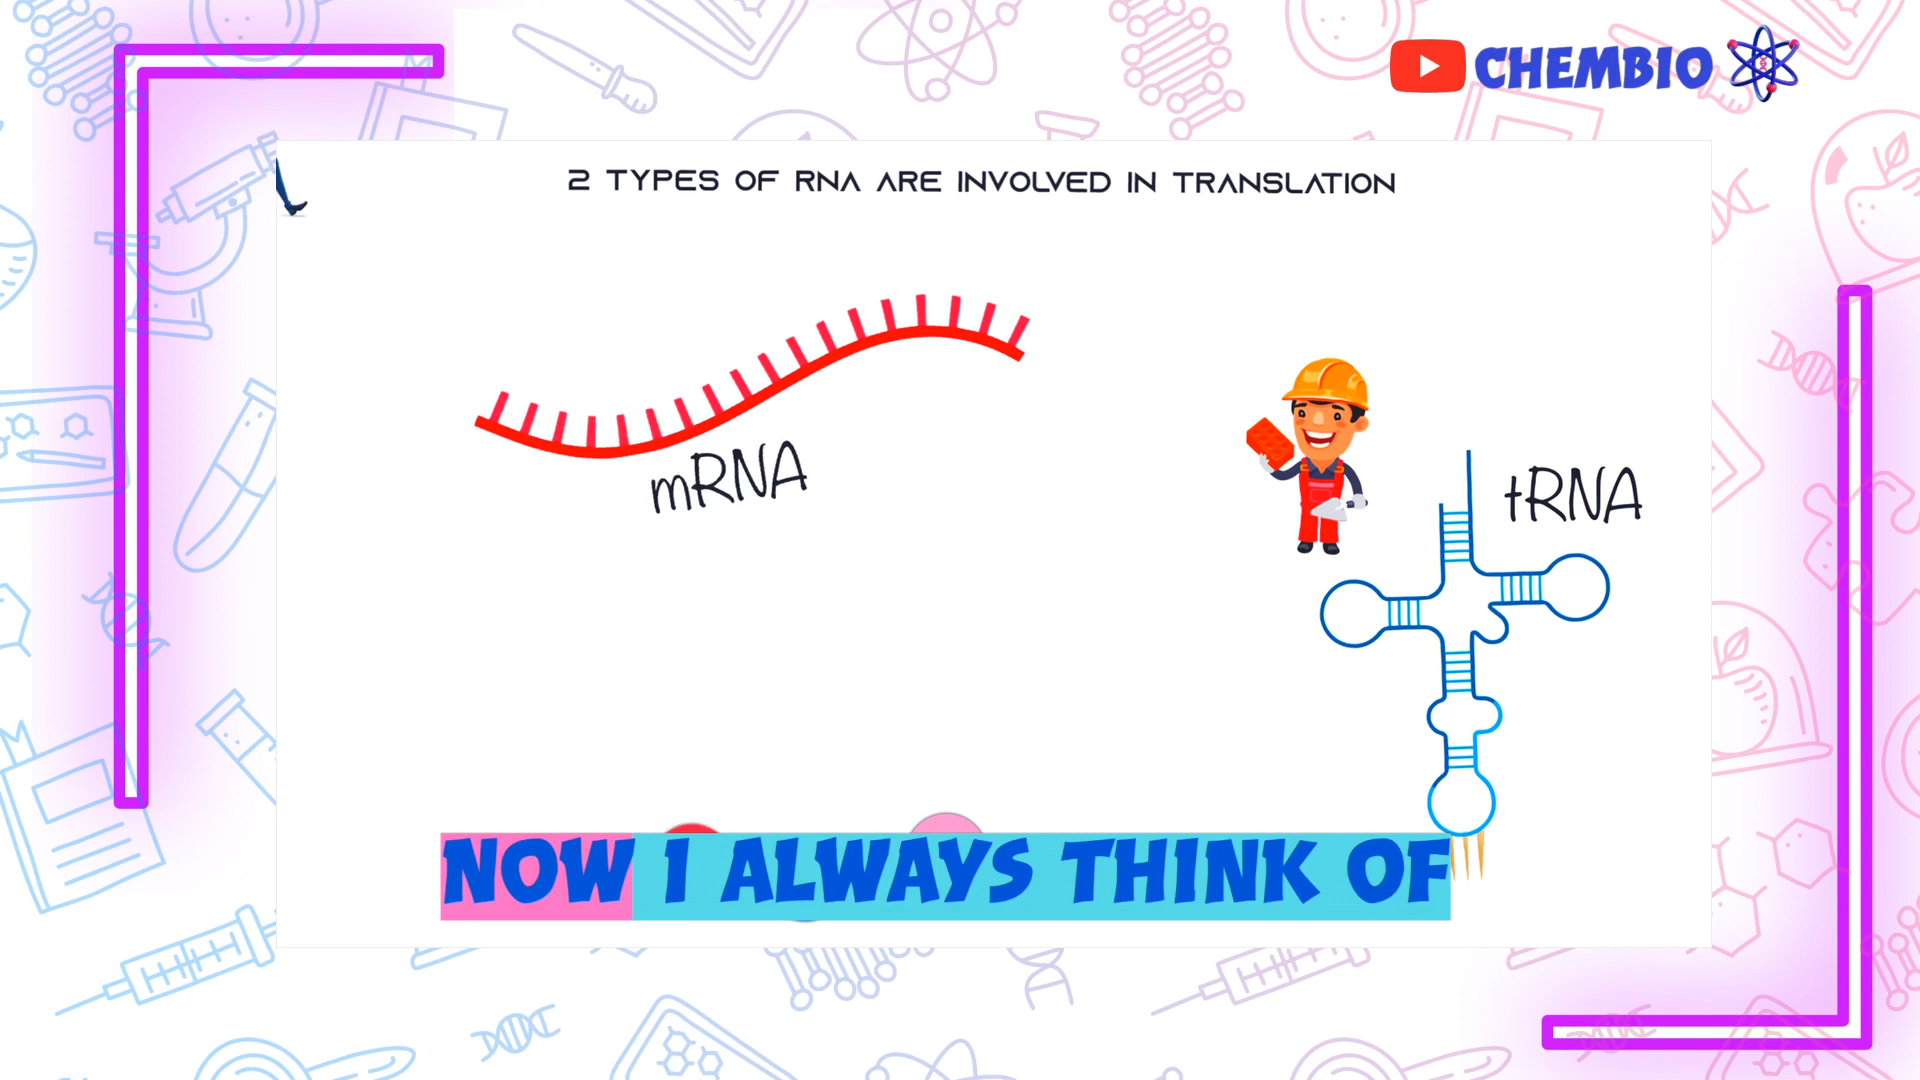 CHEMBIO
2 TYPES OF RNA ARE INVOLVED IN TRANSLATION
mRNA
tRNA
NOW I ALWAYS THINK OF